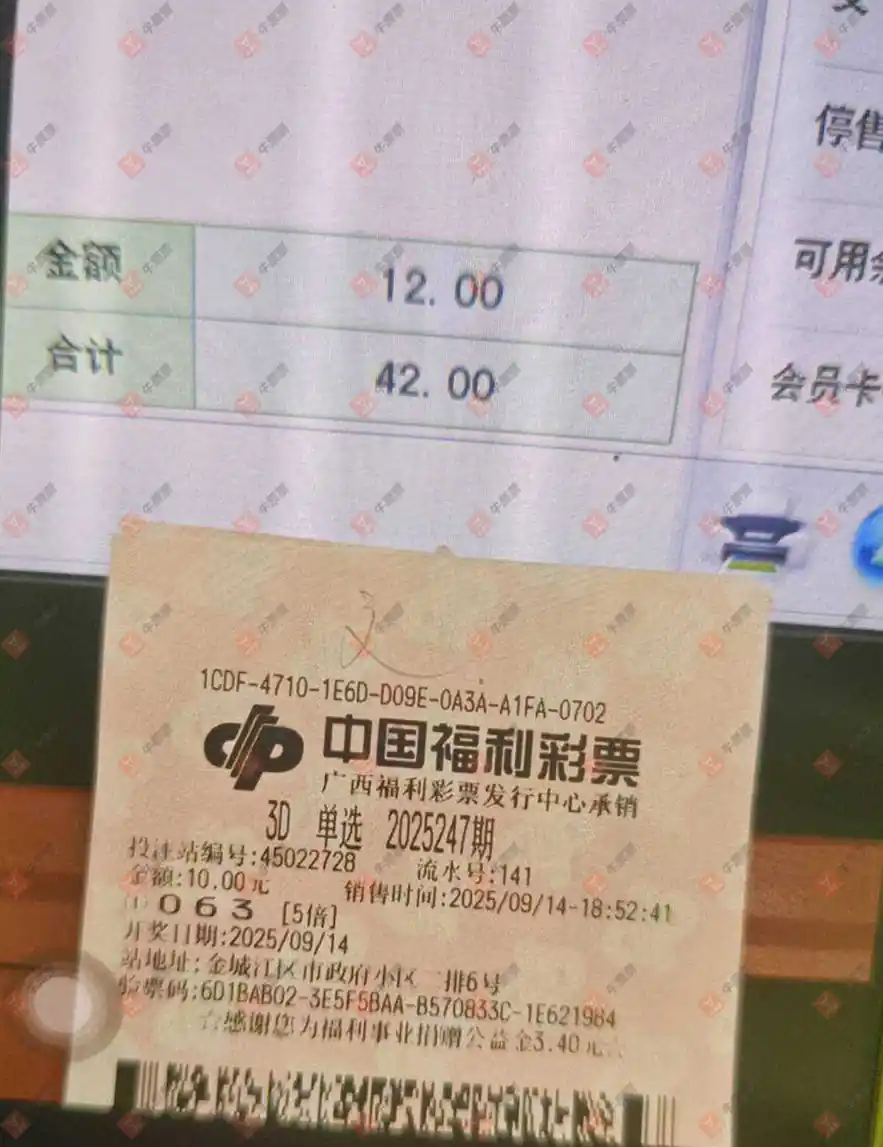 停售
金额 12.00
可用
合计 42.00
会员卡
1CDF-4710-1E6D-D09E-0A3A-A1FA-0702
中国福利彩票
广西福利彩票发行中心承销
3D 单选 2025247期
投注站编号:45022728 流水号:141
金额:10.00元 销售时间:2025/09/14-18:52:41
① 0 6 3 [5倍]
开奖日期:2025/09/14
站地址:金城江区市政府小区二排6号
验票码:6D1BAB02-3E5F5BAA-B570833C-1E621984
感谢您为福利事业捐赠公益金3.40元